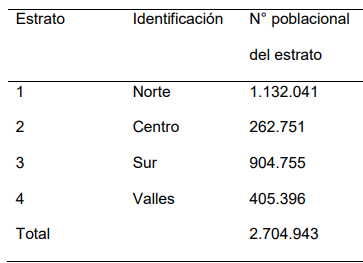 Estrato Identificación N° poblacional
del estrato
1 Norte 1.132.041
2 Centro 262.751
3 Sur 904.755
4 Valles 405.396
Total 2.704.943